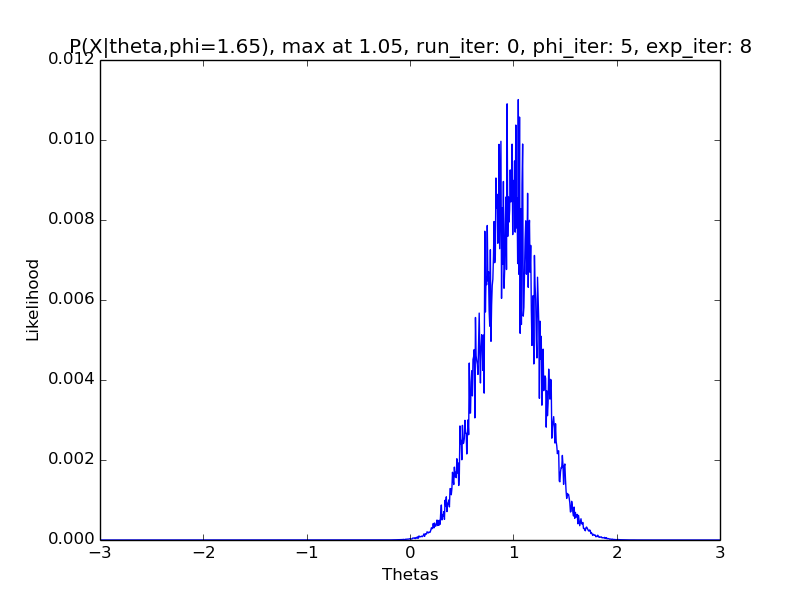 P(X|theta,phi=1.65), max at 1.05, run_iter: 0, phi_iter: 5, exp_iter: 8
0.012
0.010
0.008
0.006
0.004
0.002
0.000
Likelihood
−3 −2 −1 0 1 2 3
Thetas